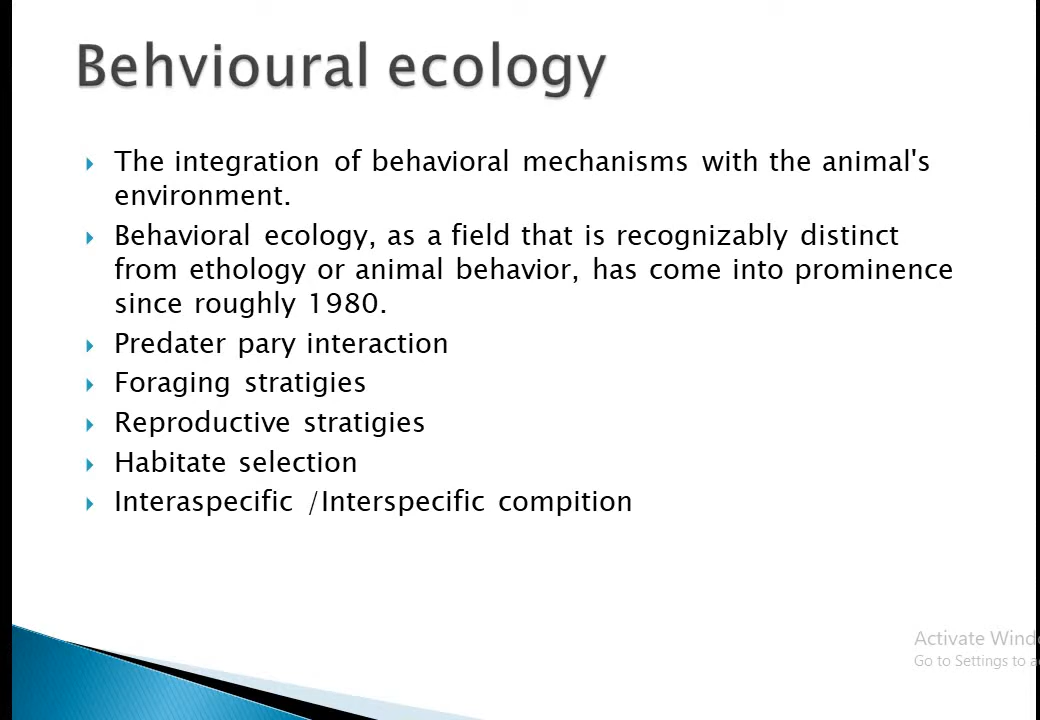 Behvioural ecology
The integration of behavioral mechanisms with the animal's
environment.
Behavioral ecology, as a field that is recognizably distinct
from ethology or animal behavior, has come into prominence
since roughly 1980.
Predater pary interaction
Foraging stratigies
Reproductive stratigies
Habitate selection
Interaspecific /Interspecific compition
Activate Windo
Go to Settings to a